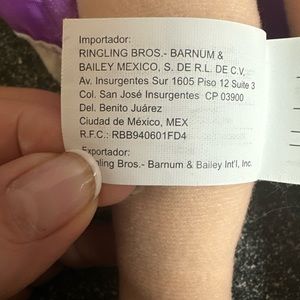 Importador:
RINGLING BROS.- BARNUM &
BAILEY MEXICO, S. DE R.L. DE C.V.
Av. Insurgentes Sur 1605 Piso 12 Suite 3
Col. San José Insurgentes CP 03900
Del. Benito Juárez
Ciudad de México, MEX
R.F.C.: RBB940601FD4
Exportador:
Ringling Bros.- Barnum & Bailey Int'l, Inc.